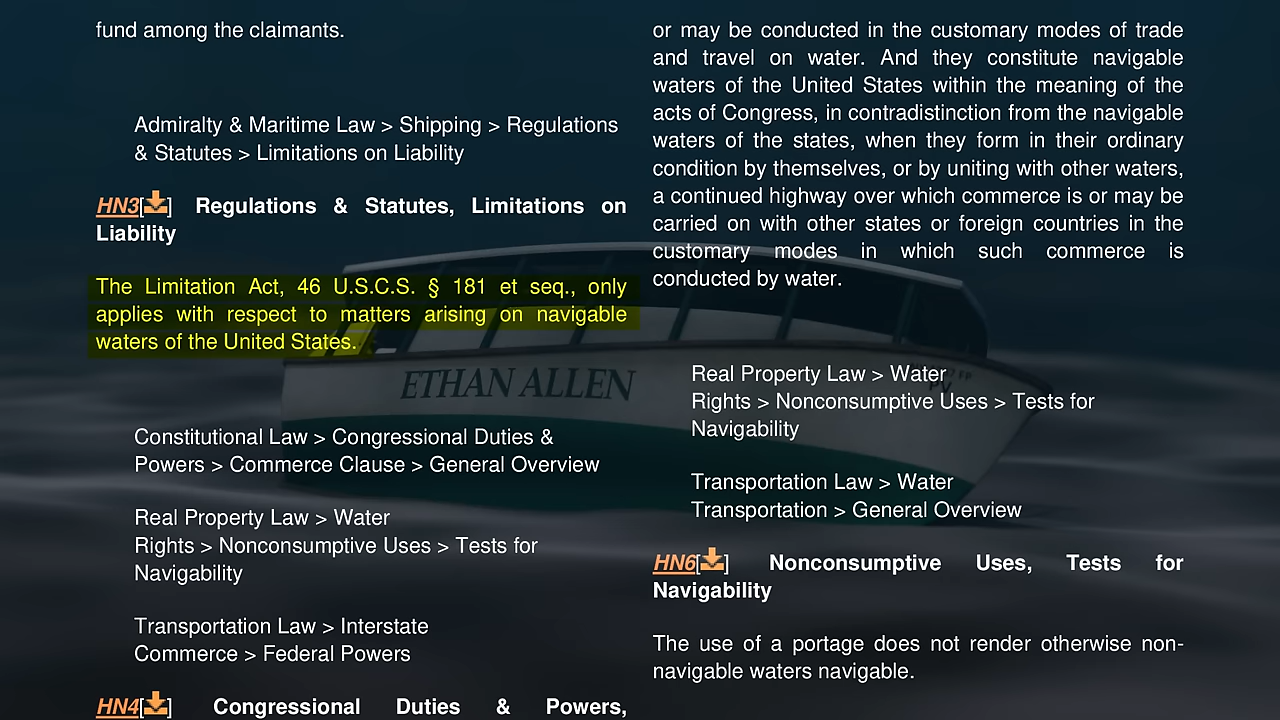 fund among the claimants.
Admiralty & Maritime Law > Shipping > Regulations
& Statutes > Limitations on Liability
HN3[ ] Regulations & Statutes, Limitations on
Liability
The Limitation Act, 46 U.S.C.S. § 181 et seq., only
applies with respect to matters arising on navigable
waters of the United States.
Constitutional Law > Congressional Duties &
Powers > Commerce Clause > General Overview
Real Property Law > Water
Rights > Nonconsumptive Uses > Tests for
Navigability
Transportation Law > Interstate
Commerce > Federal Powers
HN4[ ] Congressional Duties & Powers,
or may be conducted in the customary modes of trade
and travel on water. And they constitute navigable
waters of the United States within the meaning of the
acts of Congress, in contradistinction from the navigable
waters of the states, when they form in their ordinary
condition by themselves, or by uniting with other waters,
a continued highway over which commerce is or may be
carried on with other states or foreign countries in the
customary modes in which such commerce is
conducted by water.
Real Property Law > Water
Rights > Nonconsumptive Uses > Tests for
Navigability
Transportation Law > Water
Transportation > General Overview
HN6[ ] Nonconsumptive Uses, Tests for
Navigability
The use of a portage does not render otherwise non-
navigable waters navigable.
ETHAN ALLEN